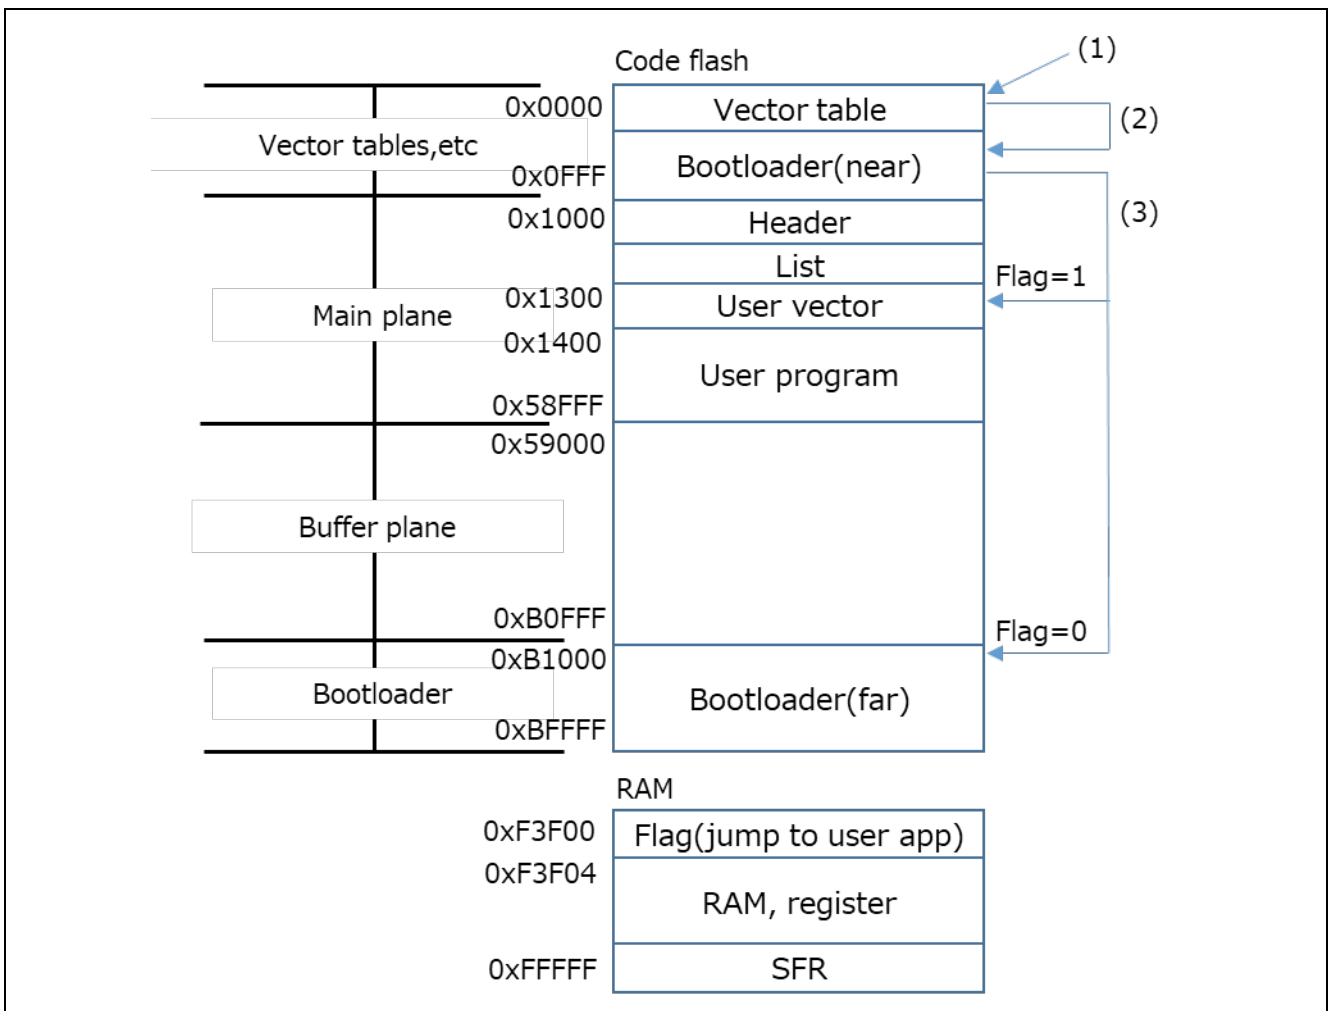 Code flash
(1)
0x0000
Vector table
(2)
Vector tables,etc
Bootloader(near)
0x0FFF
0x1000
Header
(3)
List
Flag=1
0x1300
User vector
Main plane
0x1400
User program
0x58FFF
0x59000
Buffer plane
0xB0FFF
Flag=0
0xB1000
Bootloader
Bootloader(far)
0xBFFFF
RAM
0xF3F00
Flag(jump to user app)
0xF3F04
RAM, register
0xFFFFF
SFR